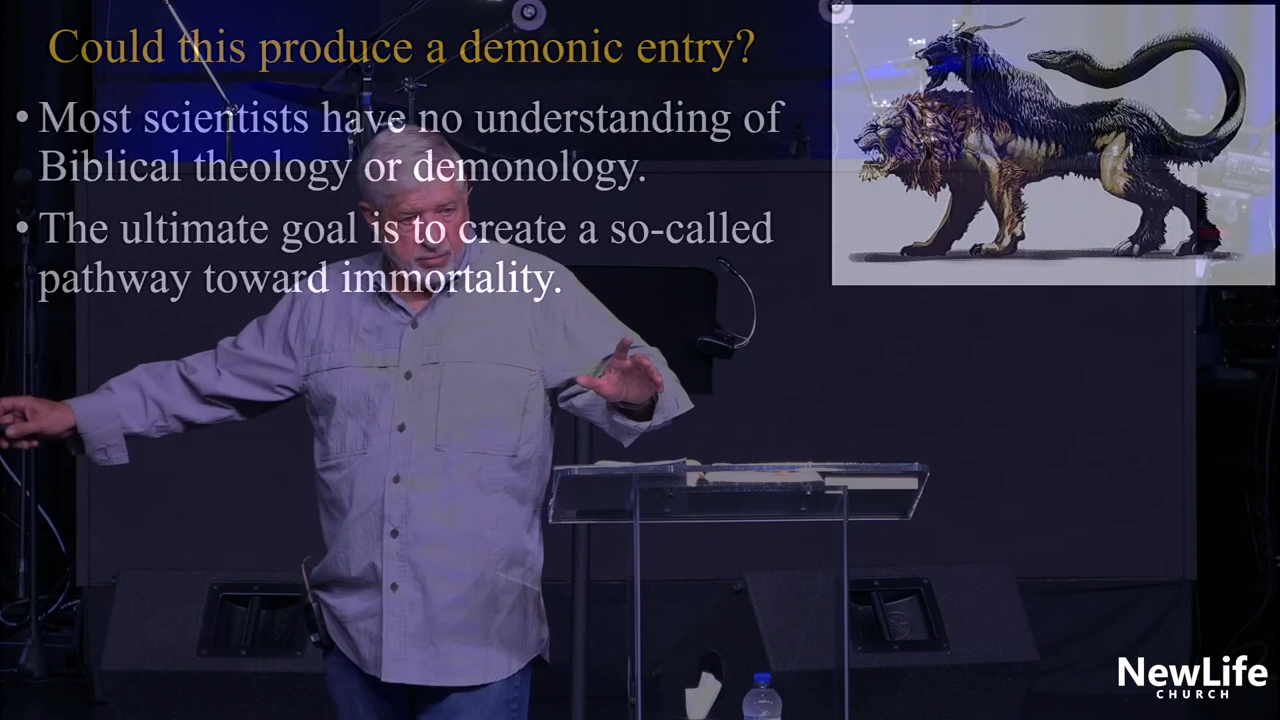 Could this produce a demonic entry?
• Most scientists have no understanding of
Biblical theology or demonology.
• The ultimate goal is to create a so-called
pathway toward immortality.
NewLife
CHURCH